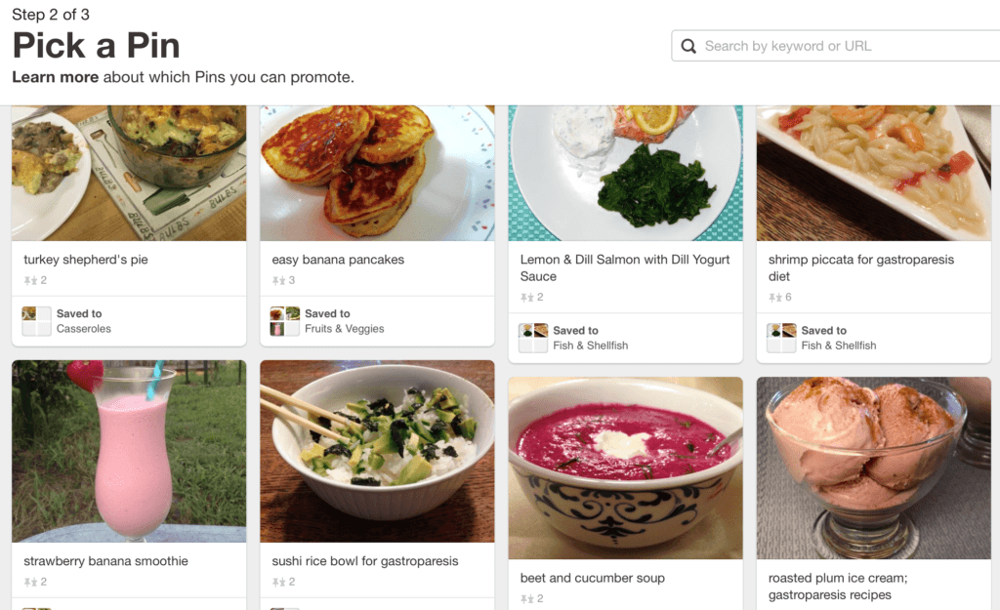 Step 2 of 3
Pick a Pin
Search by keyword or URL
Learn more about which Pins you can promote.
BULBS
BULBS
turkey shepherd's pie
2
Saved to
Casseroles
easy banana pancakes
3
Saved to
Fruits & Veggies
Lemon & Dill Salmon with Dill Yogurt
Sauce
2
Saved to
Fish & Shellfish
shrimp piccata for gastroparesis
diet
6
Saved to
Fish & Shellfish
strawberry banana smoothie
2
sushi rice bowl for gastroparesis
2
beet and cucumber soup
2
roasted plum ice cream;
gastroparesis recipes